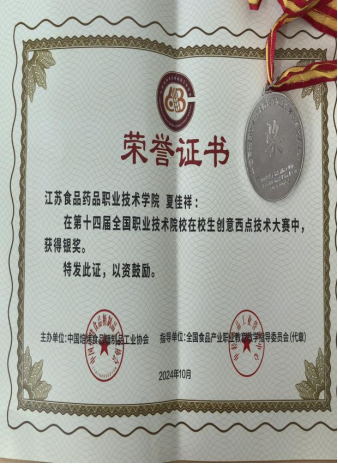 荣誉证书
江苏食品药品职业技术学院 夏佳祥：
在第十四届全国职业技术院校在校生创意西点技术大赛中，
获得银奖。
特发此证，以资鼓励。
主办单位：中国焙烤食品糖制品工业协会 指导单位：全国食品产业职业教育教学指导委员会(代章)
2024年10月